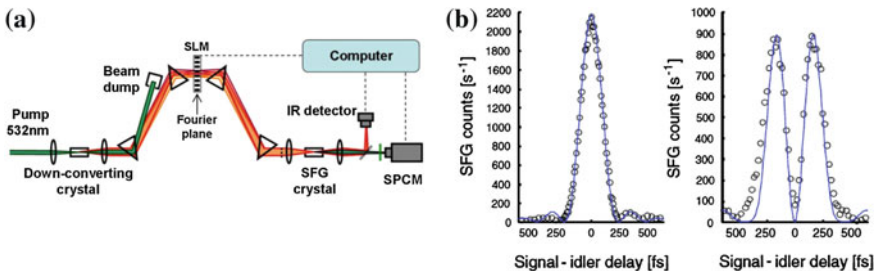 (a)
SLM
Computer
Beam
dump
Pump
532nm
Fourier
plane
IR detector
Down-converting
crystal
SFG
crystal
SPCM
(b)
SFG counts [s⁻¹]
2200
2000
1800
1600
1400
1200
1000
800
600
400
200
0
500 250 0 250 500
Signal - idler delay [fs]
SFG counts [s⁻¹]
1000
900
800
700
600
500
400
300
200
100
0
500 250 0 250 500
Signal - idler delay [fs]